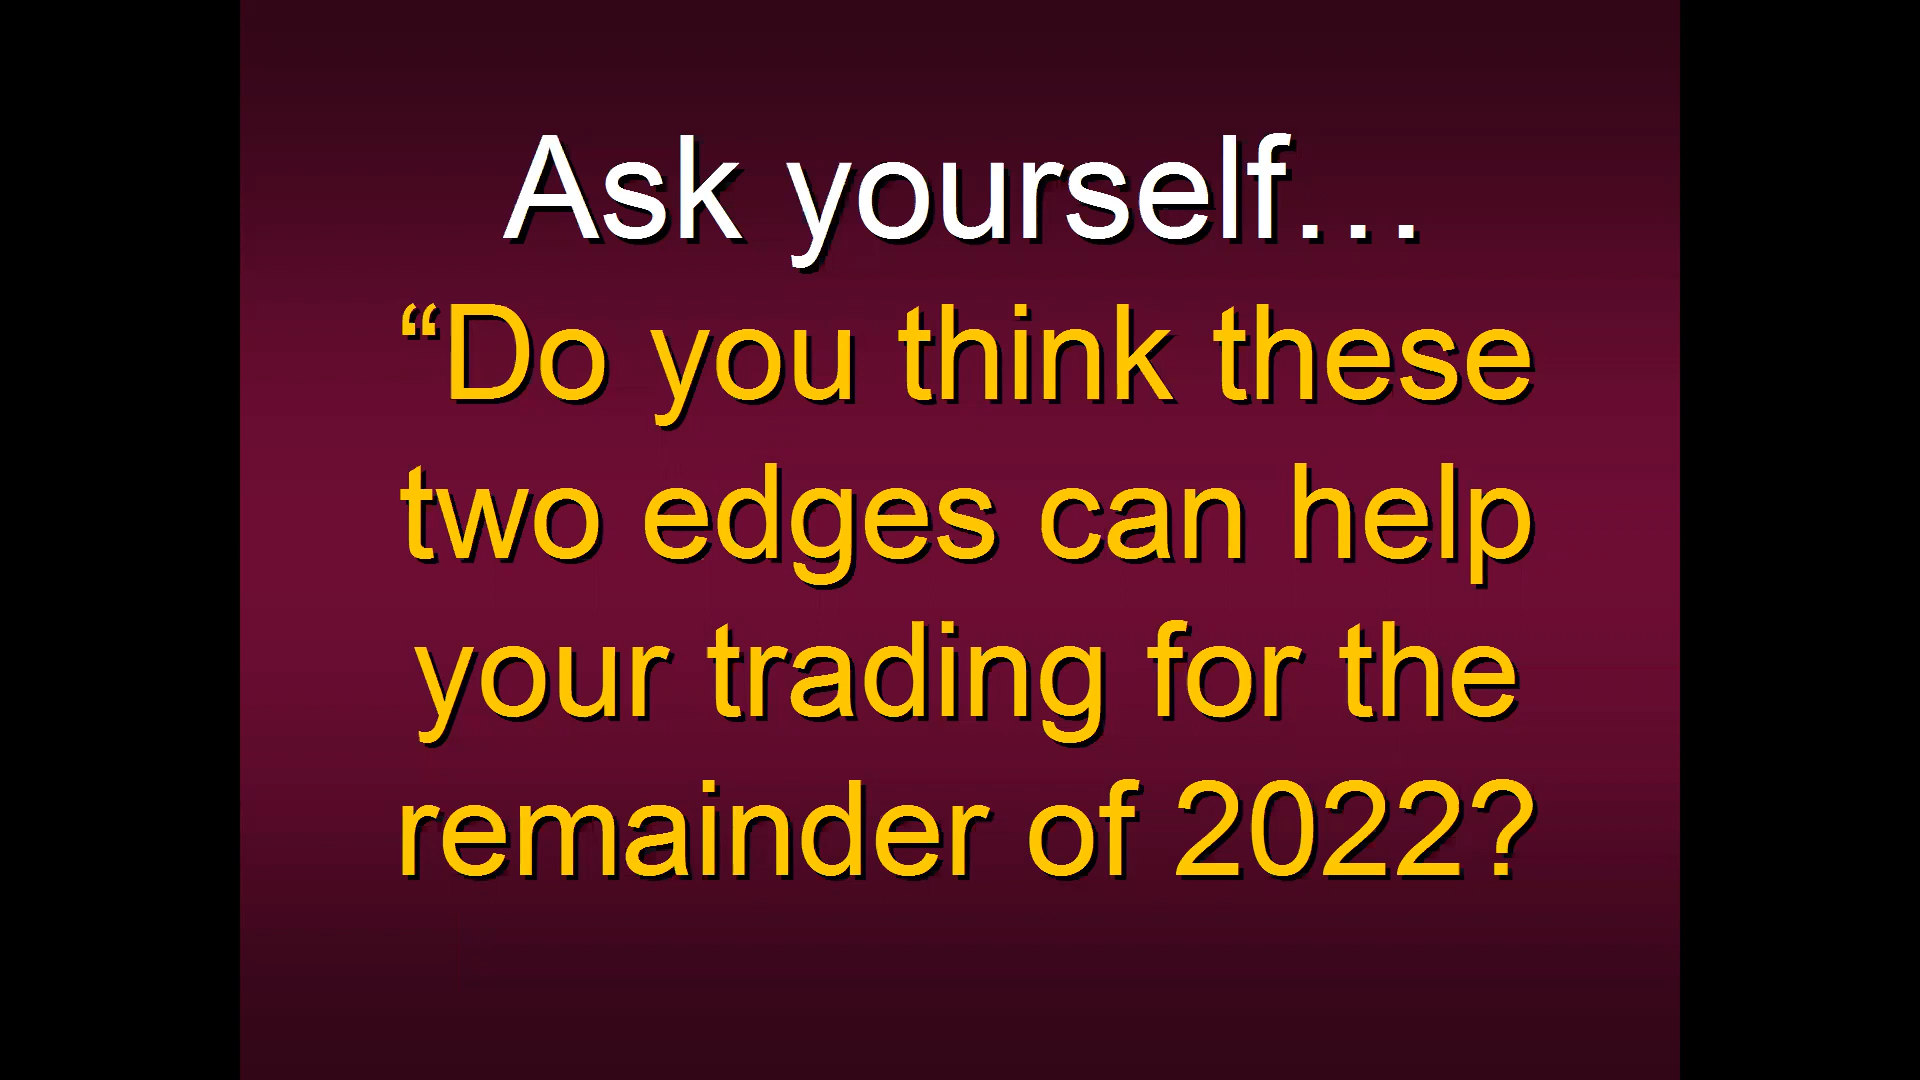 Ask yourself…
“Do you think these
two edges can help
your trading for the
remainder of 2022?